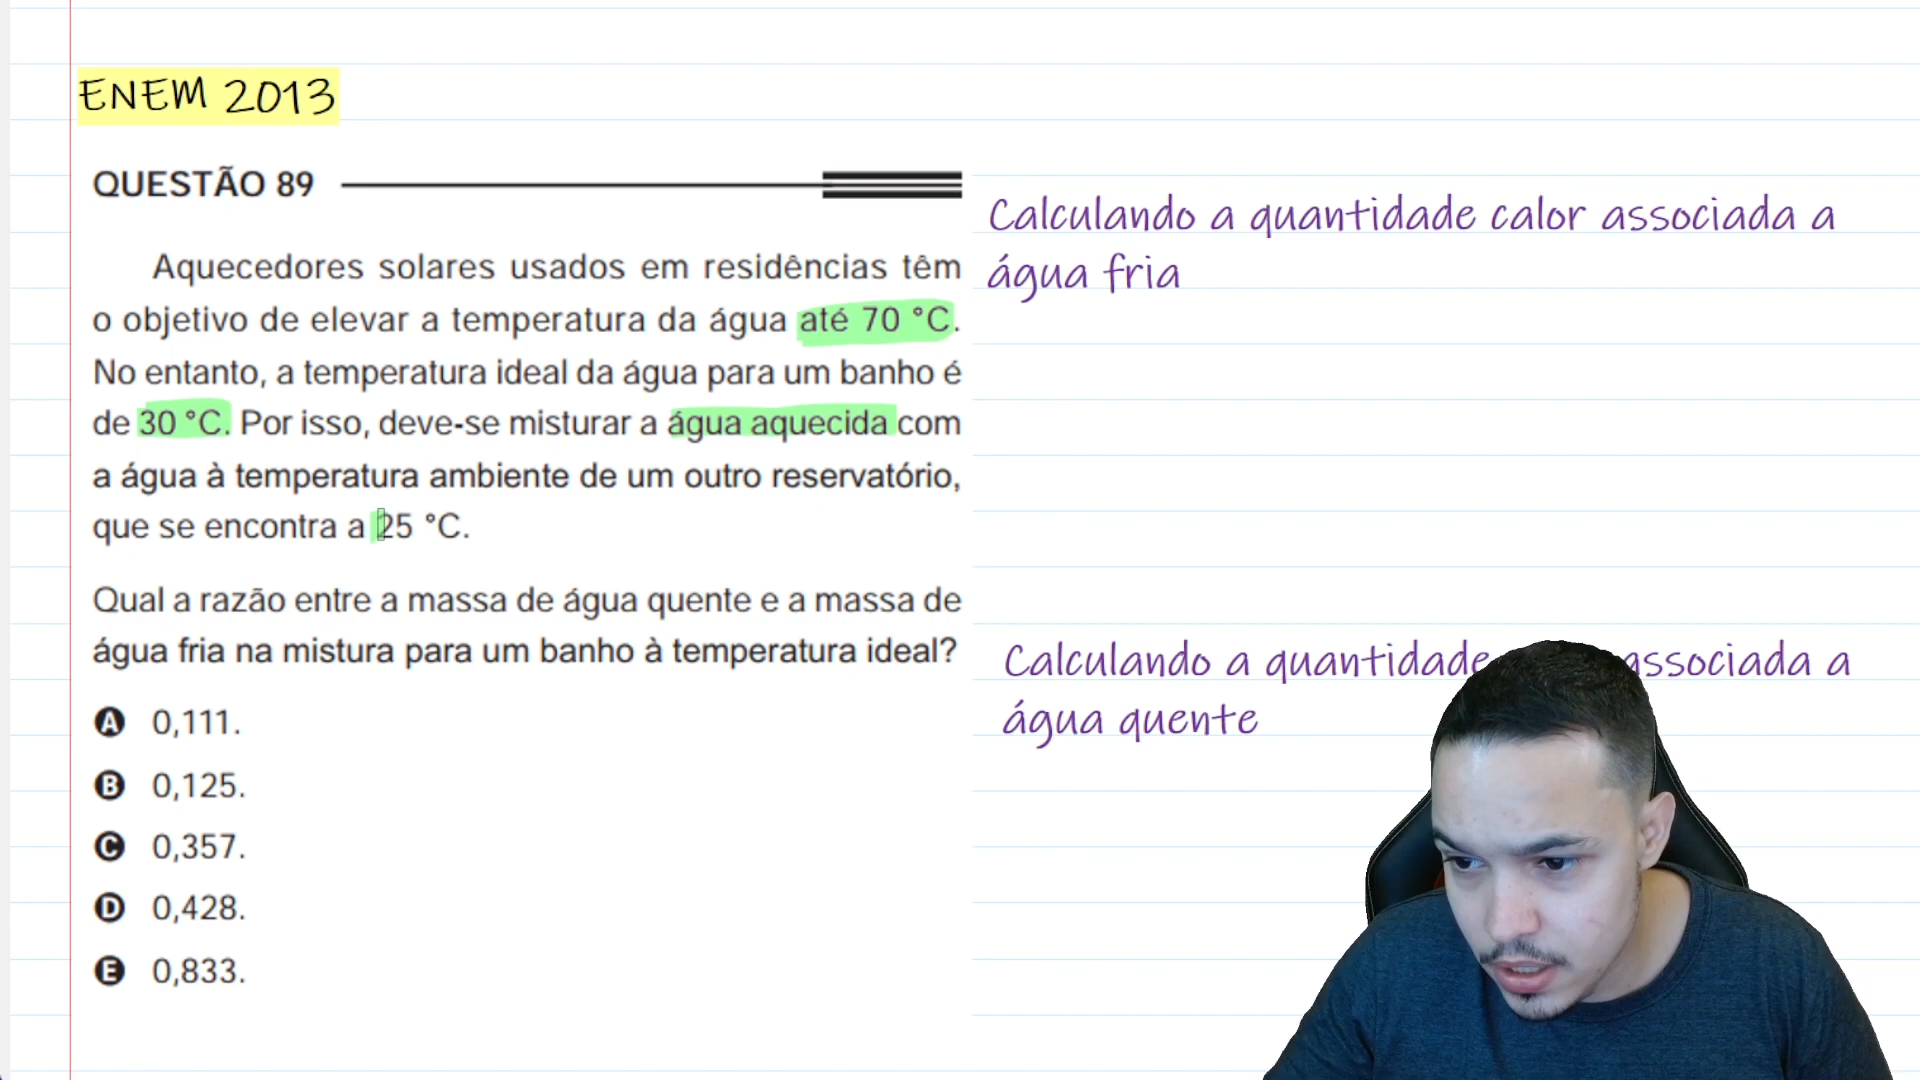 ENEM 2013
QUESTÃO 89
Aquecedores solares usados em residências têm
o objetivo de elevar a temperatura da água até 70 °C.
No entanto, a temperatura ideal da água para um banho é
de 30 °C. Por isso, deve-se misturar a água aquecida com
a água à temperatura ambiente de um outro reservatório,
que se encontra a 25 °C.
Qual a razão entre a massa de água quente e a massa de
água fria na mistura para um banho à temperatura ideal?
A 0,111.
B 0,125.
C 0,357.
D 0,428.
E 0,833.
Calculando a quantidade calor associada a
água fria
Calculando a quantidade associada a
água quente